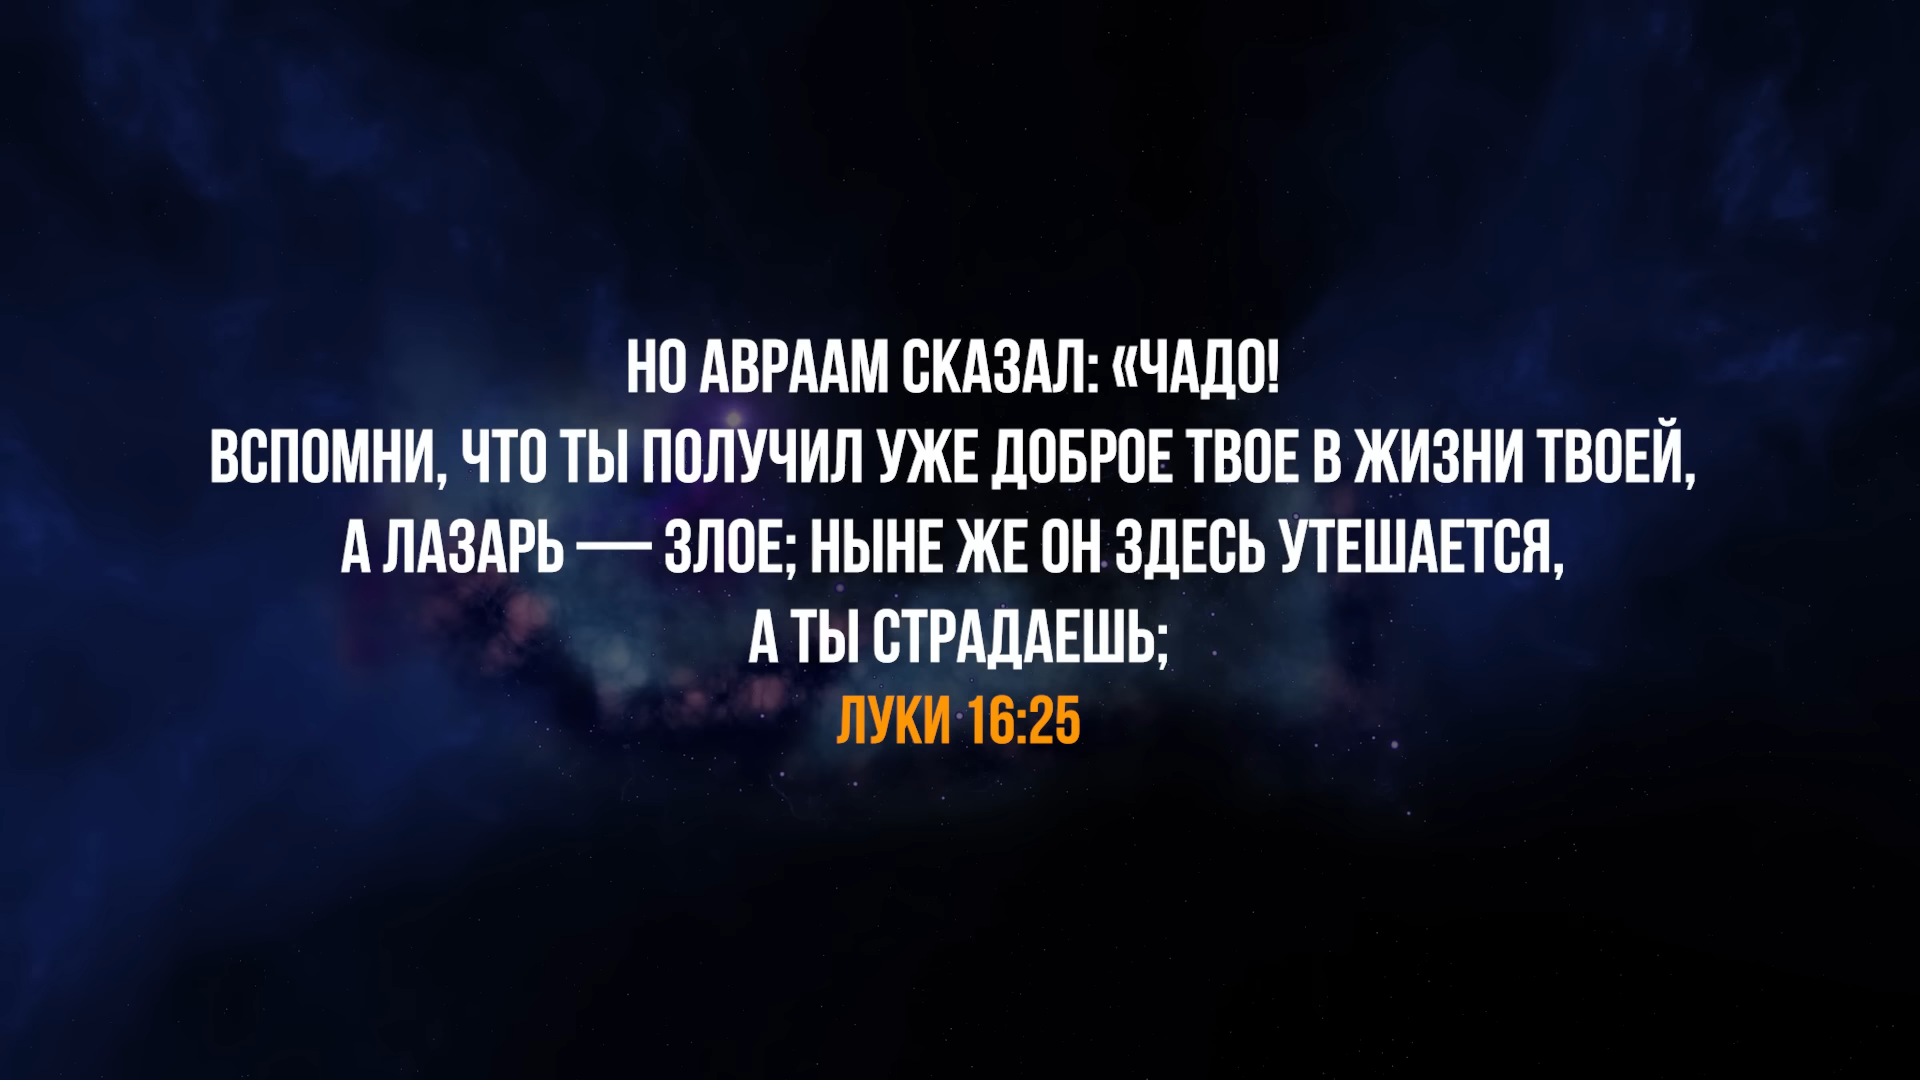 НО АВРААМ СКАЗАЛ: «ЧАДО!
ВСПОМНИ, ЧТО ТЫ ПОЛУЧИЛ УЖЕ ДОБРОЕ ТВОЕ В ЖИЗНИ ТВОЕЙ,
А ЛАЗАРЬ — ЗЛОЕ; НЫНЕ ЖЕ ОН ЗДЕСЬ УТЕШАЕТСЯ,
А ТЫ СТРАДАЕШЬ;
ЛУКИ 16:25